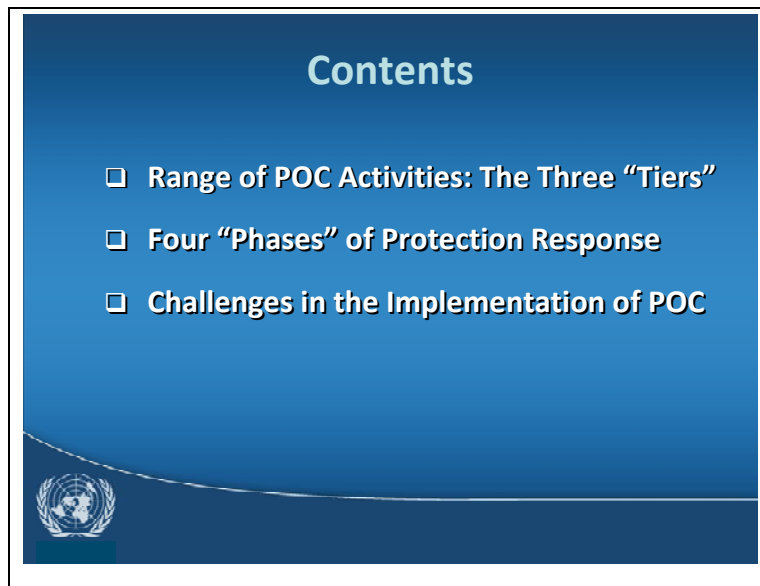 Contents
❑ Range of POC Activities: The Three “Tiers”
❑ Four “Phases” of Protection Response
❑ Challenges in the Implementation of POC